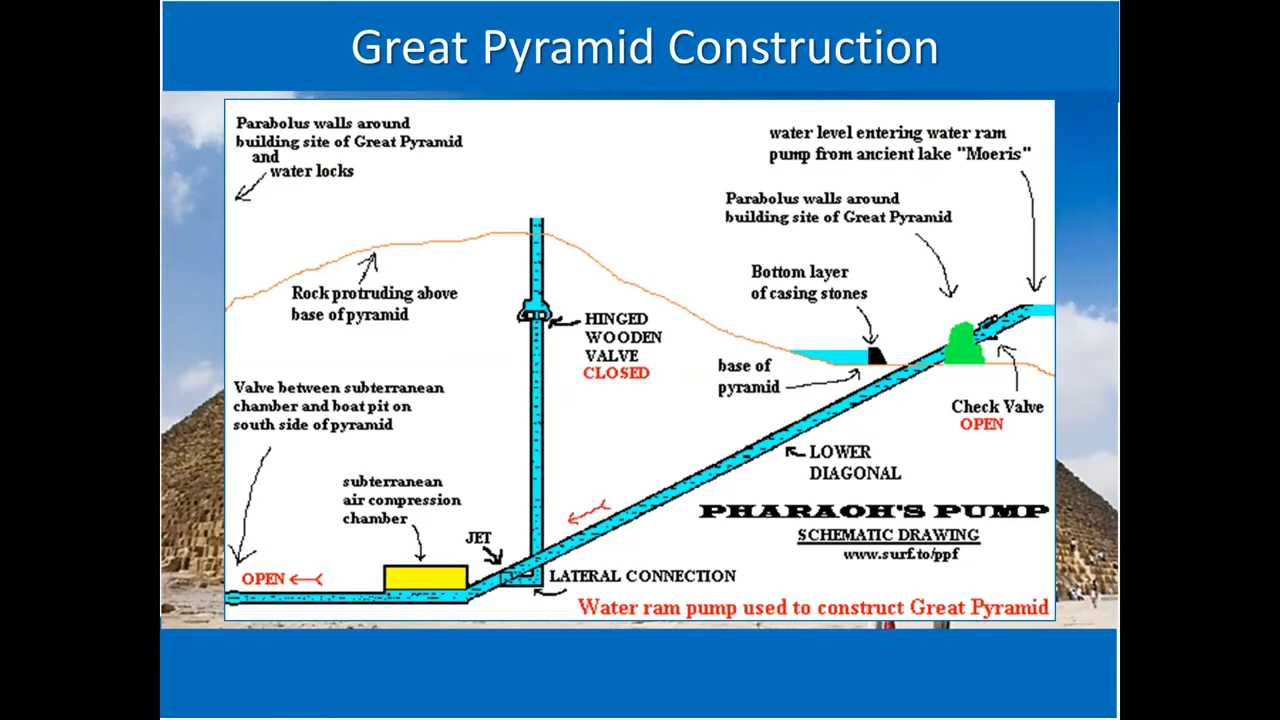 Great Pyramid Construction
Parabolus walls around
building site of Great Pyramid
and
water locks
water level entering water ram
pump from ancient lake "Moeris"
Parabolus walls around
building site of Great Pyramid
Bottom layer
of casing stones
Rock protruding above
base of pyramid
HINGED
WOODEN
VALVE
CLOSED
base of
pyramid
Check Valve
OPEN
Valve between subterranean
chamber and boat pit on
south side of pyramid
LOWER
DIAGONAL
subterranean
air compression
chamber
PHARAOH'S PUMP
SCHEMATIC DRAWING
www.surf.to/ppf
JET
OPEN
LATERAL CONNECTION
Water ram pump used to construct Great Pyramid